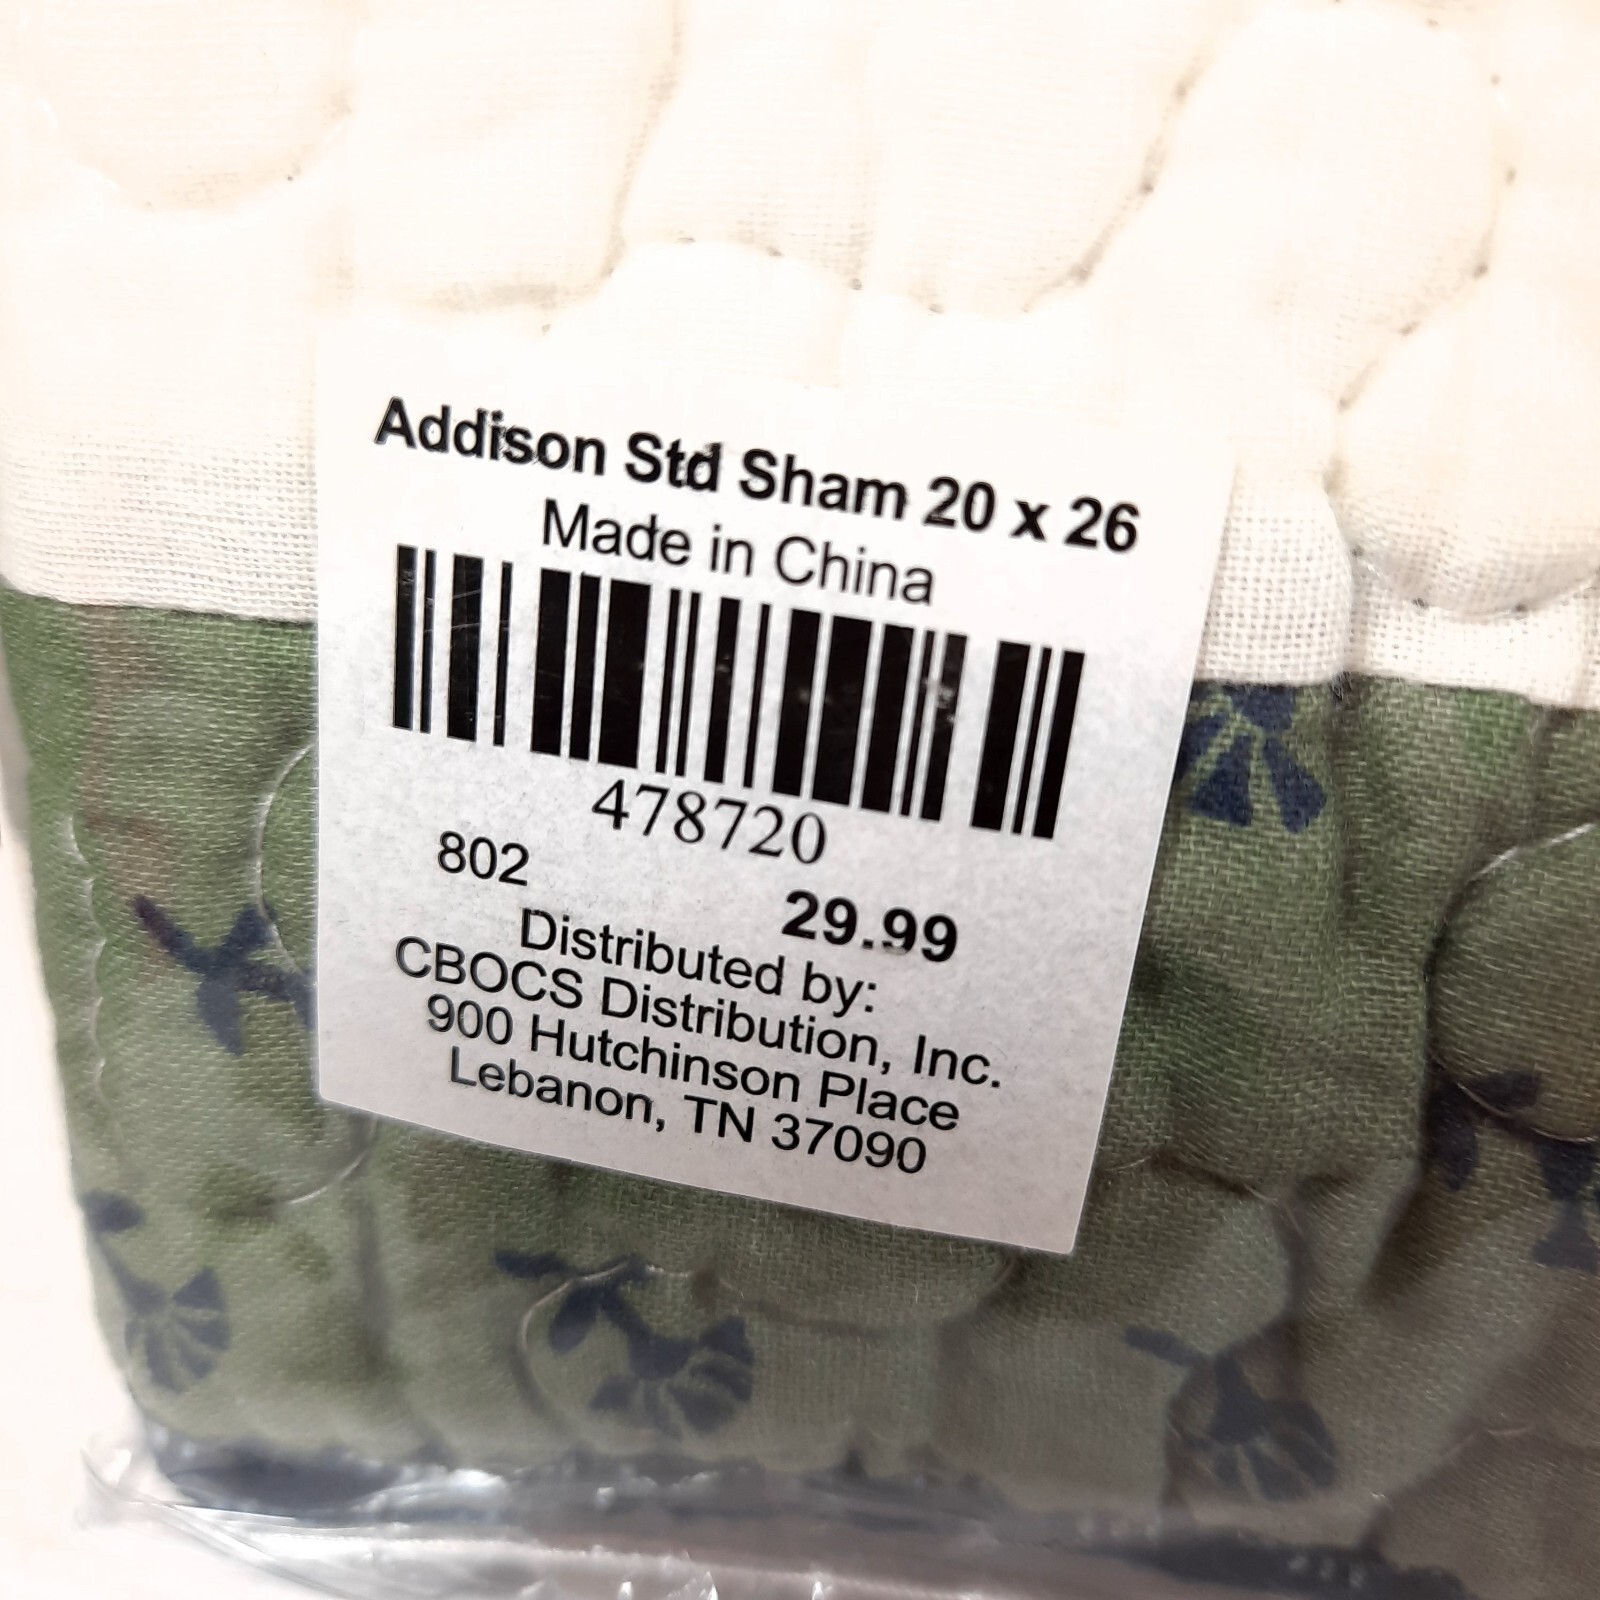 Addison Std Sham 20 x 26
Made in China
478720
802
29.99
Distributed by:
CBOCS Distribution, Inc.
900 Hutchinson Place
Lebanon, TN 37090